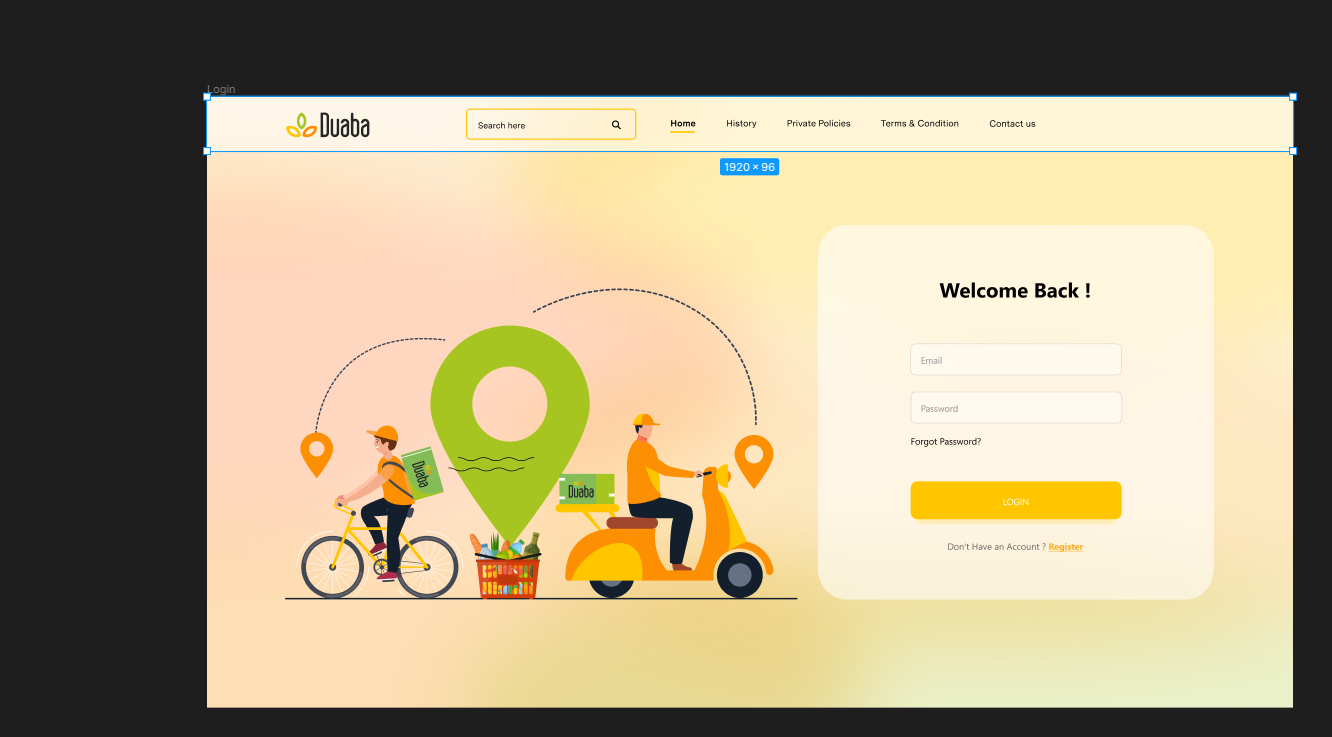 Login
Duaba
Search here
Home
History
Private Policies
Terms & Condition
Contact us
1920 × 96
Welcome Back !
Email
Password
Forgot Password?
LOGIN
Don't Have an Account ? Register
Duaba
Duaba